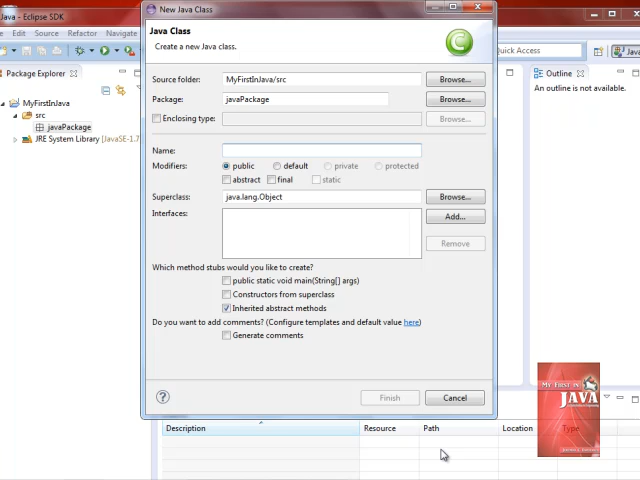 New Java Class
Java - Eclipse SDK
Edit Source Refactor Navigate
Quick Access
Java
Package Explorer
MyFirstInJava
src
javaPackage
JRE System Library [JavaSE-1.7
Java Class
Create a new Java class.
Source folder: MyFirstInJava/src Browse...
Package: javaPackage Browse...
Enclosing type: Browse...
Name:
Modifiers: public default private protected
abstract final static
Superclass: java.lang.Object Browse...
Interfaces: Add...
Remove
Which method stubs would you like to create?
public static void main(String[] args)
Constructors from superclass
Inherited abstract methods
Do you want to add comments? (Configure templates and default value here)
Generate comments
Finish Cancel
Outline
An outline is not available.
Description Resource Path Location Type
MY FIRST IN
JAVA